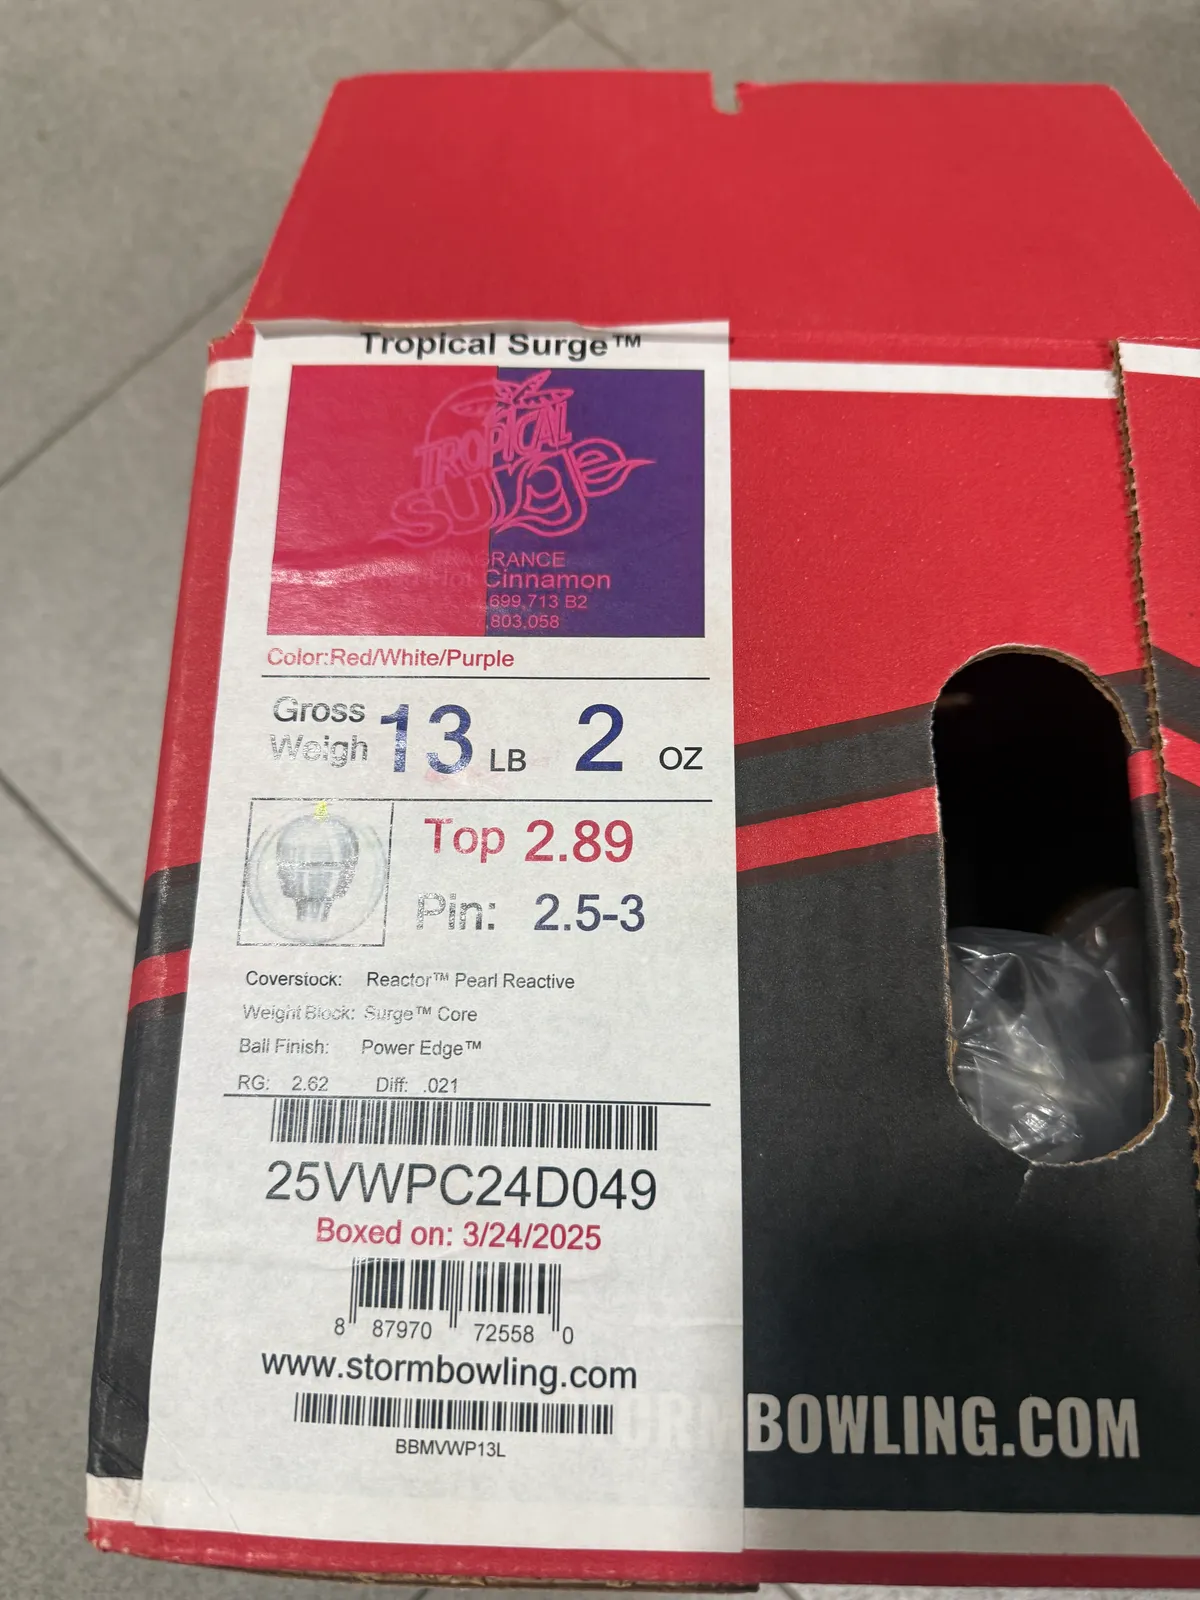 Tropical Surge™
TROPICAL
surge
FRAGRANCE
Hot Cinnamon
,699,713 B2
,803,058
Color:Red/White/Purple
Gross
Weigh
13 LB 2 OZ
Top 2.89
Pin: 2.5-3
Coverstock: Reactor™ Pearl Reactive
Weight Block: Surge™ Core
Ball Finish: Power Edge™
RG: 2.62 Diff: .021
25VWPC24D049
Boxed on: 3/24/2025
8 87970 72558 0
www.stormbowling.com
BBMVWP13L
ORMBOWLING.COM